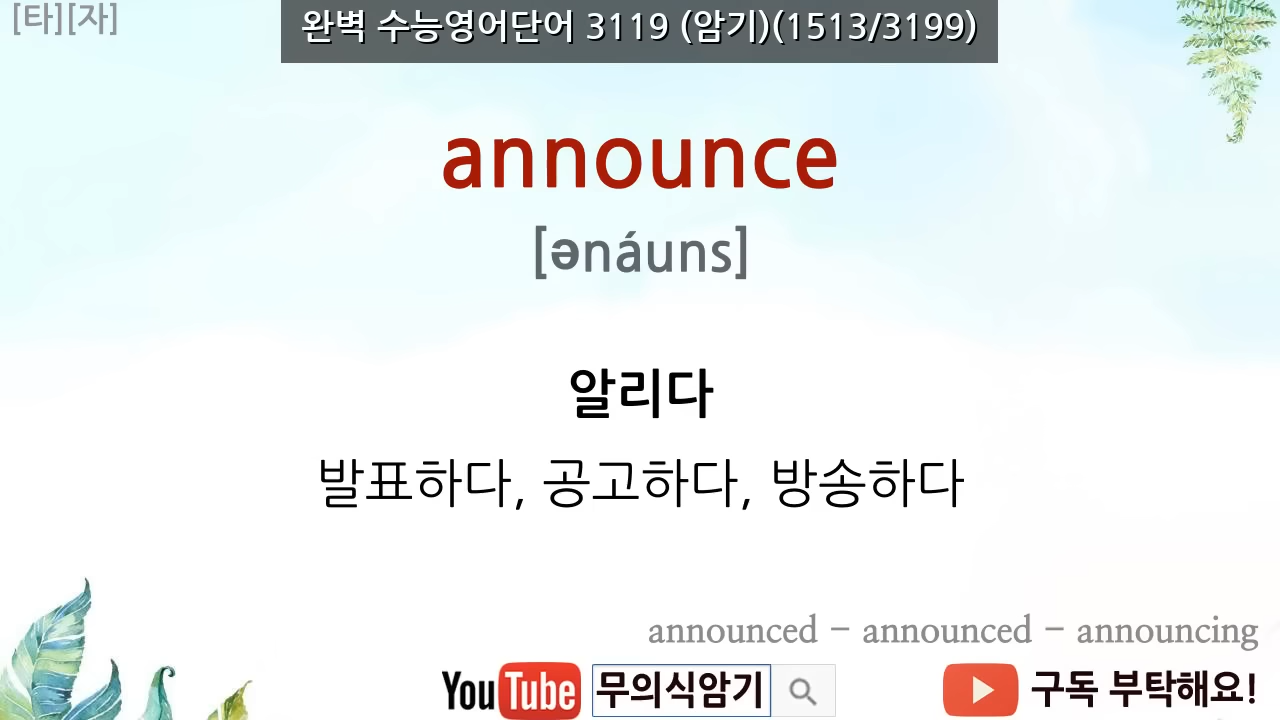 [타][자]
완벽 수능영어단어 3119 (암기)(1513/3199)
announce
[ənáuns]
알리다
발표하다, 공고하다, 방송하다
announced - announced - announcing
YouTube 무의식암기 구독 부탁해요!